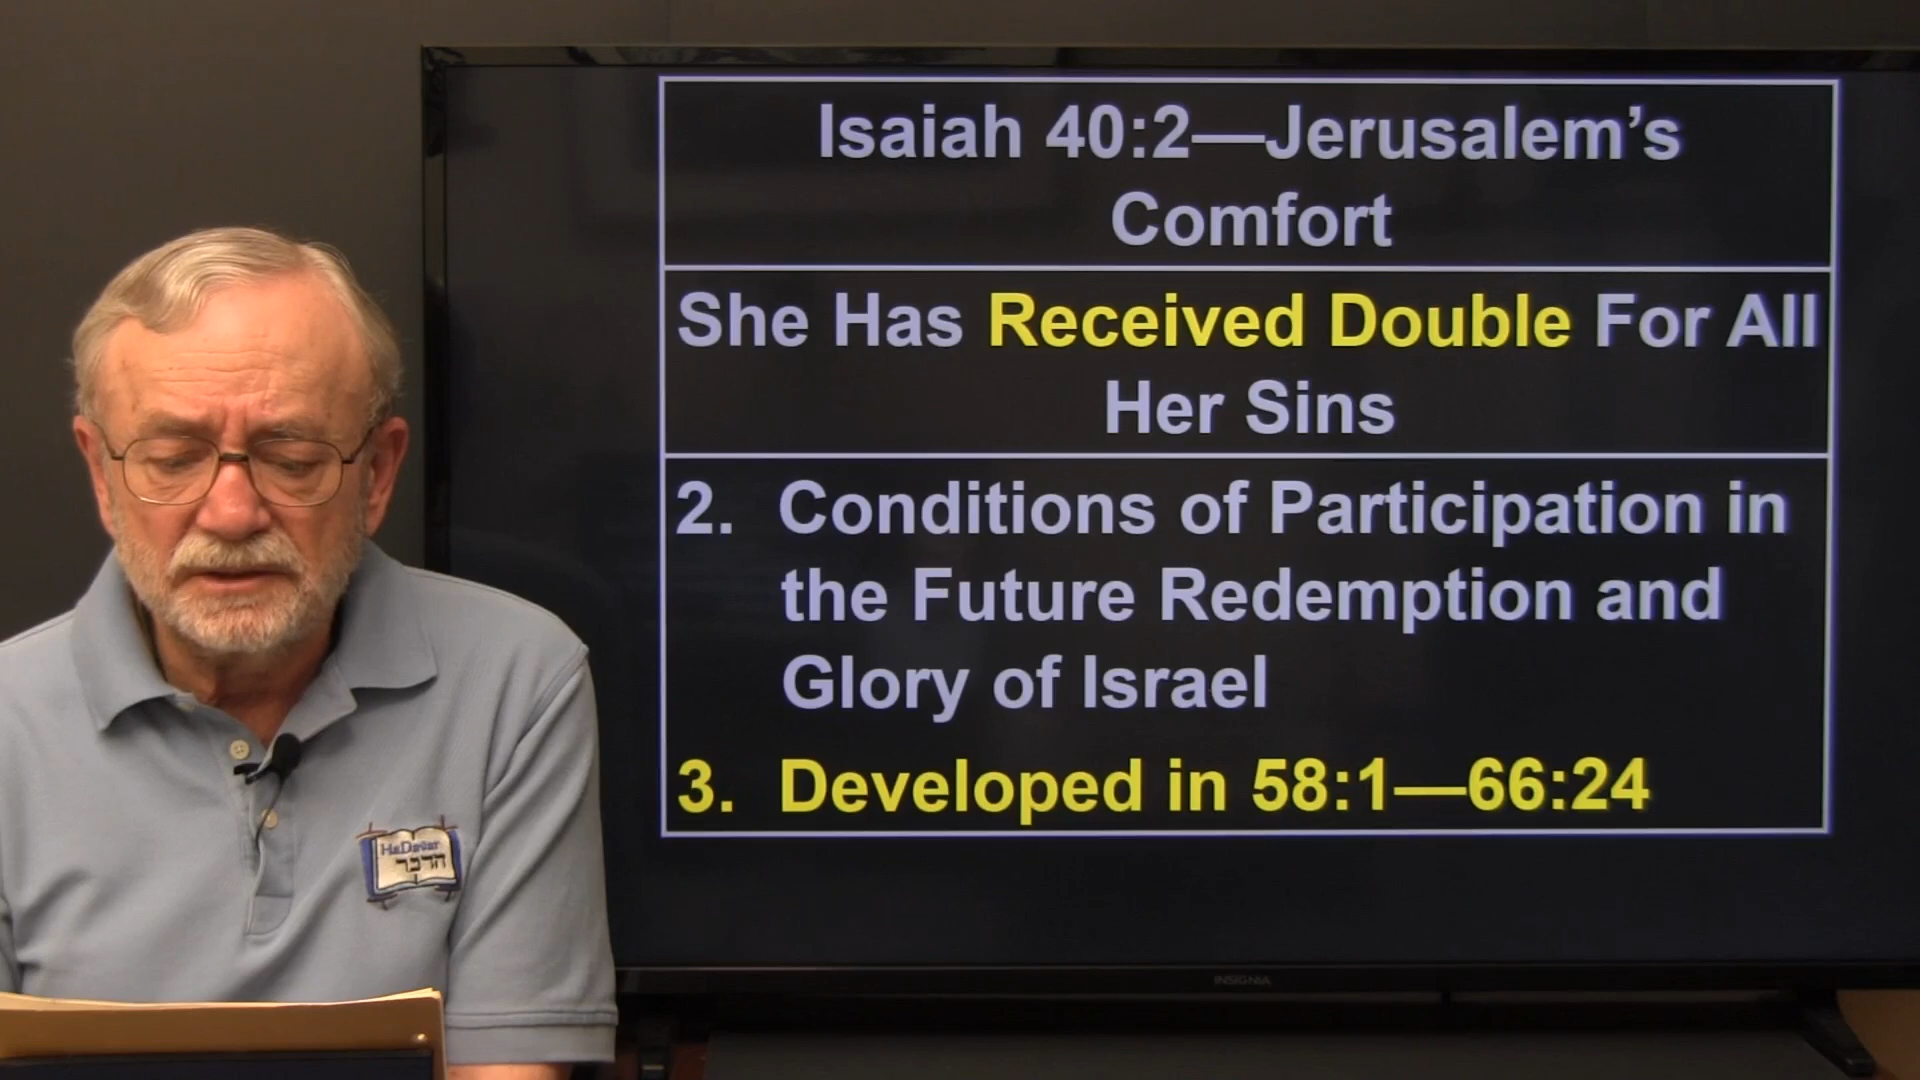 Isaiah 40:2—Jerusalem’s
Comfort
She Has Received Double For All
Her Sins
2. Conditions of Participation in
the Future Redemption and
Glory of Israel
3. Developed in 58:1—66:24
HaDavar
הדבר
INSIGNIA